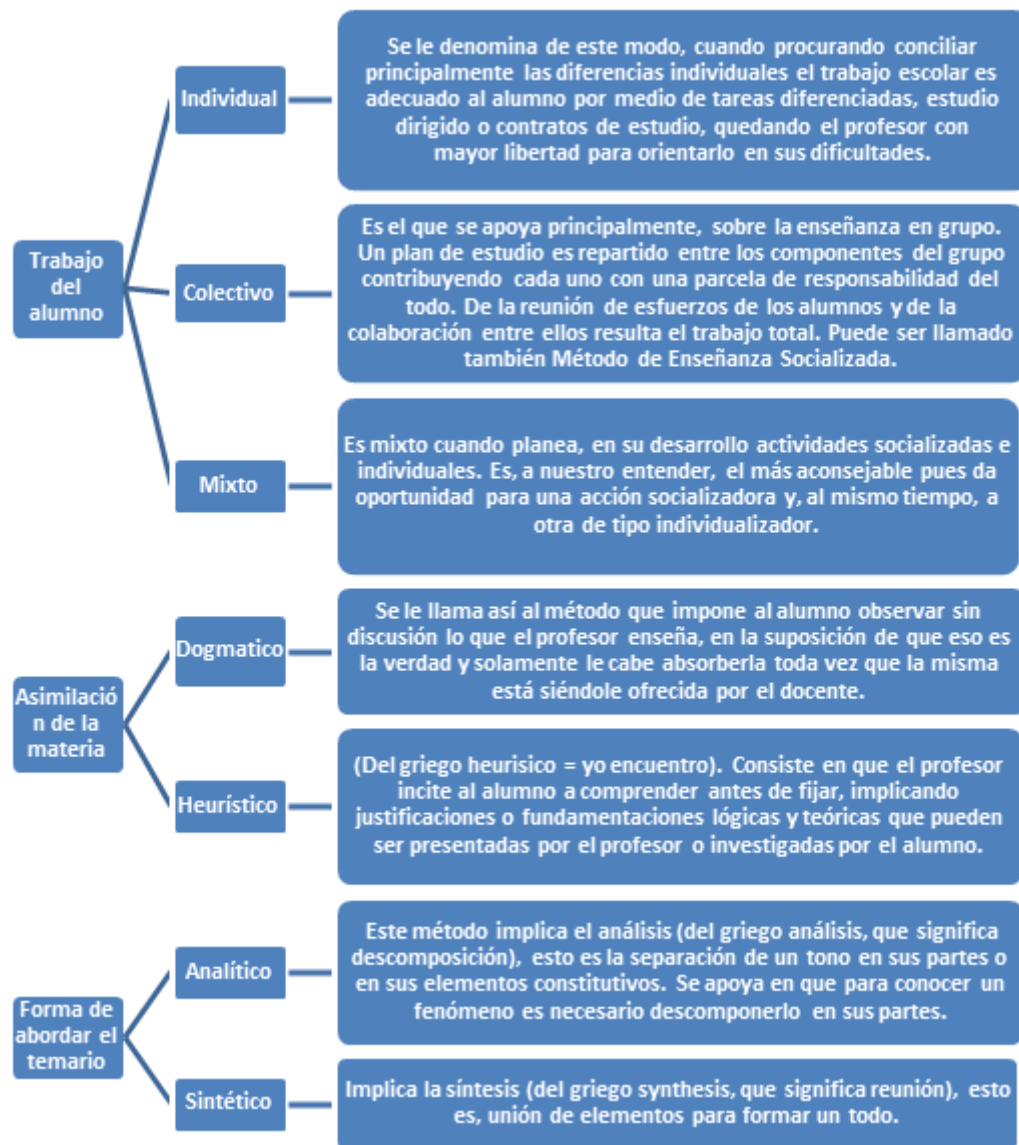 Trabajo
del
alumno
Individual
Se le denomina de este modo, cuando procurando conciliar
principalmente las diferencias individuales el trabajo escolar es
adecuado al alumno por medio de tareas diferenciadas, estudio
dirigido o contratos de estudio, quedando el profesor con
mayor libertad para orientarlo en sus dificultades.
Colectivo
Es el que se apoya principalmente, sobre la enseñanza en grupo.
Un plan de estudio es repartido entre los componentes del grupo
contribuyendo cada uno con una parcela de responsabilidad del
todo. De la reunión de esfuerzos de los alumnos y de la
colaboración entre ellos resulta el trabajo total. Puede ser llamado
también Método de Enseñanza Socializada.
Mixto
Es mixto cuando planea, en su desarrollo actividades socializadas e
individuales. Es, a nuestro entender, el más aconsejable pues da
oportunidad para una acción socializadora y, al mismo tiempo, a
otra de tipo individualizador.
Asimilació
n de la
materia
Dogmatico
Se le llama así al método que impone al alumno observar sin
discusión lo que el profesor enseña, en la suposición de que eso es
la verdad y solamente le cabe absorberla toda vez que la misma
está siéndole ofrecida por el docente.
Heurístico
(Del griego heurisico = yo encuentro). Consiste en que el profesor
incite al alumno a comprender antes de fijar, implicando
justificaciones o fundamentaciones lógicas y teóricas que pueden
ser presentadas por el profesor o investigadas por el alumno.
Forma de
abordar el
temario
Analítico
Este método implica el análisis (del griego análisis, que significa
descomposición), esto es la separación de un tono en sus partes o
en sus elementos constitutivos. Se apoya en que para conocer un
fenómeno es necesario descomponerlo en sus partes.
Sintético
Implica la síntesis (del griego synthesis, que significa reunión), esto
es, unión de elementos para formar un todo.